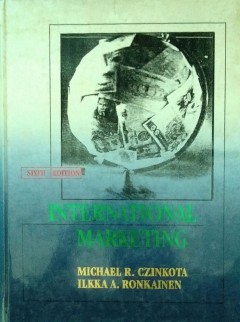 SIXTH EDITION
INTERNATIONAL
MARKETING
MICHAEL R. CZINKOTA
ILKKA A. RONKAINEN